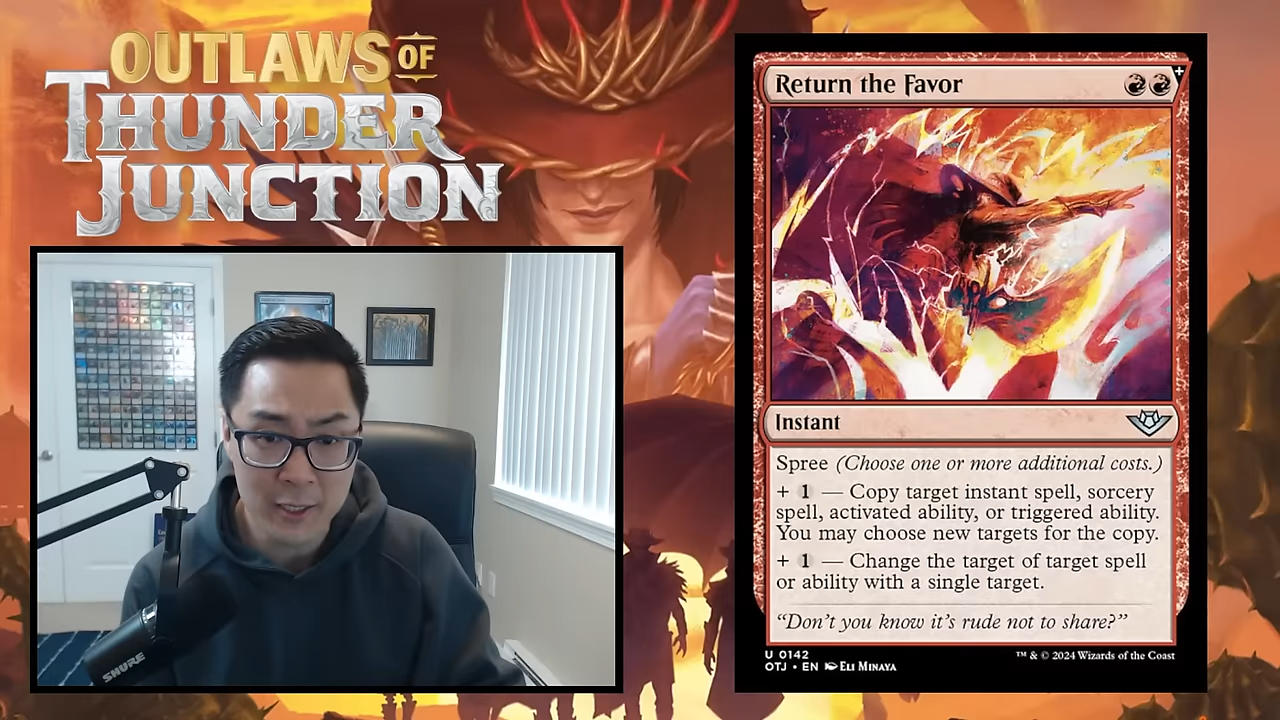 OUTLAWS OF
THUNDER
JUNCTION
Return the Favor
Instant
Spree (Choose one or more additional costs.)
+ 1 — Copy target instant spell, sorcery
spell, activated ability, or triggered ability.
You may choose new targets for the copy.
+ 1 — Change the target of target spell
or ability with a single target.
“Don’t you know it’s rude not to share?”
U 0142
OTJ • EN Eli Minaya
™ & © 2024 Wizards of the Coast
SHURE